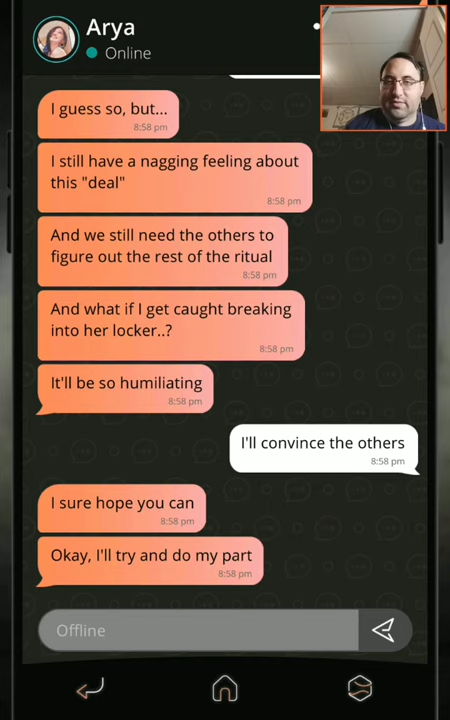 Arya
Online
I guess so, but...
8:58 pm
I still have a nagging feeling about
this "deal"
8:58 pm
And we still need the others to
figure out the rest of the ritual
8:58 pm
And what if I get caught breaking
into her locker..?
8:58 pm
It'll be so humiliating
8:58 pm
I'll convince the others
8:58 pm
I sure hope you can
8:58 pm
Okay, I'll try and do my part
8:58 pm
Offline